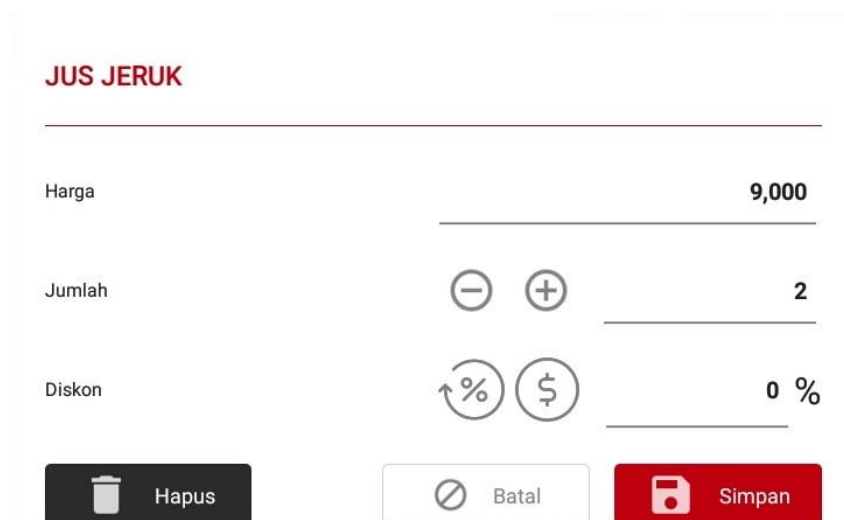 JUS JERUK
Harga 9,000
Jumlah 2
Diskon % $ 0 %
Hapus Batal Simpan